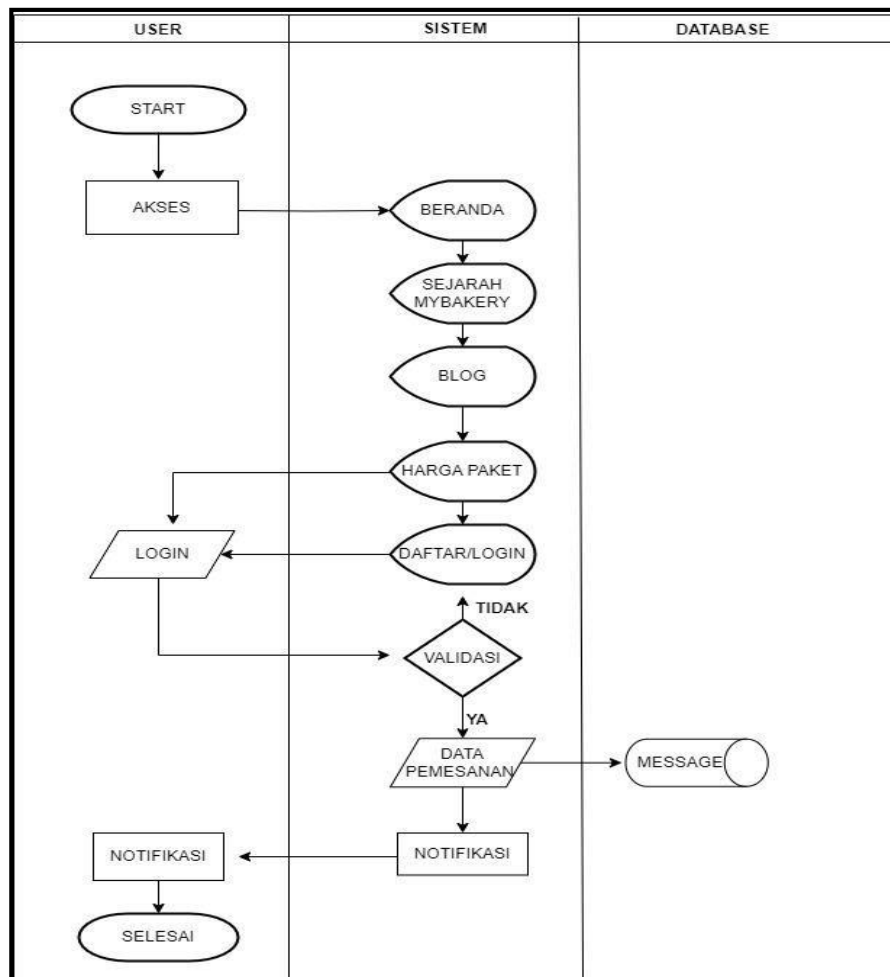 USER
SISTEM
DATABASE
START
AKSES
BERANDA
SEJARAH
MYBAKERY
BLOG
HARGA PAKET
LOGIN
DAFTAR/LOGIN
TIDAK
VALIDASI
YA
DATA
PEMESANAN
MESSAGE
NOTIFIKASI
NOTIFIKASI
SELESAI